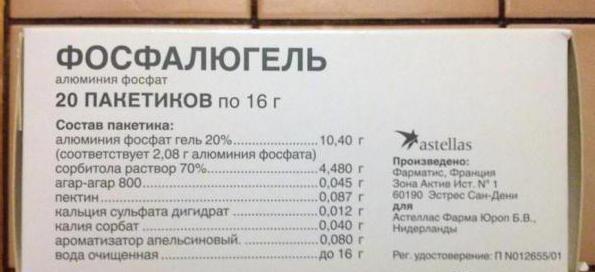 ФОСФАЛЮГЕЛЬ
алюминия фосфат
20 ПАКЕТИКОВ по 16 г
Состав пакетика:
алюминия фосфат гель 20%.....................10,40 г
(соответствует 2,08 г алюминия фосфата)
сорбитола раствор 70%............................4,480 г
агар-агар 800............................................0,045 г
пектин.......................................................0,087 г
кальция сульфата дигидрат....................0,012 г
калия сорбат............................................0,040 г
ароматизатор апельсиновый. ................0,080 г
вода очищенная......................................до 16 г
astellas
Произведено:
Фарматис, Франция
Зона Актив Ист. N° 1
60190 Эстрес Сан-Дени
для
Астеллас Фарма Юроп Б.В.,
Нидерланды
Рег. удостоверение: П N012655/01